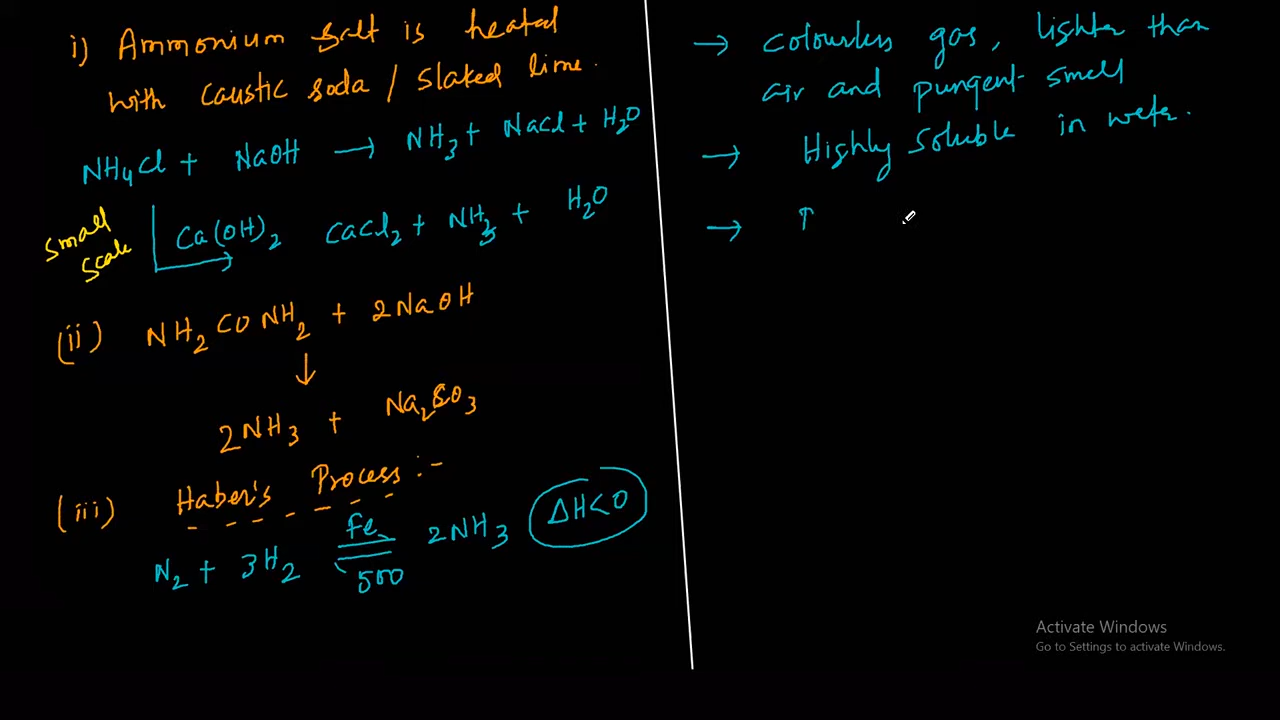 i) Ammonium salt is heated
with caustic soda / slaked lime.
NH4Cl + NaOH → NH3 + NaCl + H2O
small
scale
Ca(OH)2 CaCl2 + NH3 + H2O
(ii) NH2CONH2 + 2NaOH
↓
2NH3 + Na2CO3
(iii) Haber's Process :-
N2 + 3H2 Fe 500 2NH3 ΔH<0
→ Colourless gas, lighter than
air and pungent smell
→ Highly soluble in water.
→ ↑
Activate Windows
Go to Settings to activate Windows.